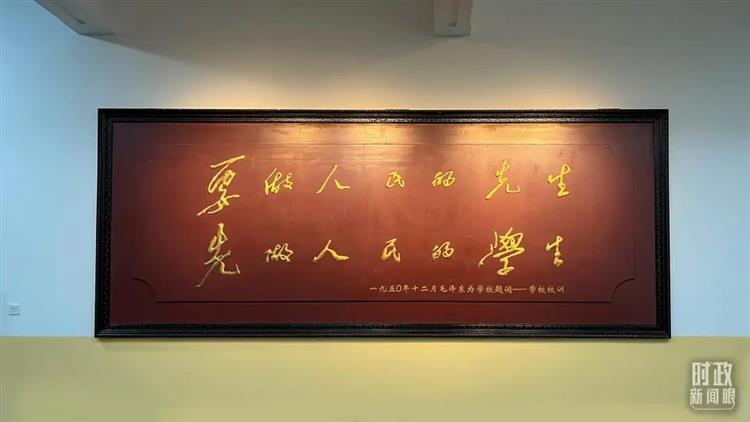 要做人民的先生
先做人民的學生
一九五〇年十二月毛泽东为学校题词——学校校训
时政
新闻眼